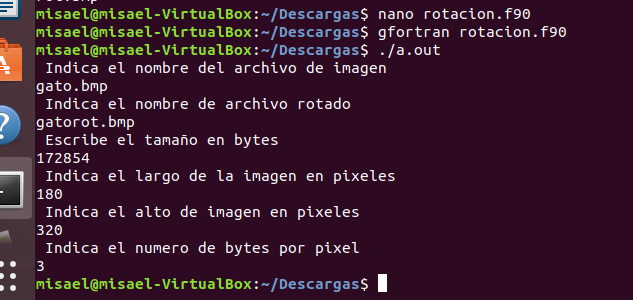 misael@misael-VirtualBox:~/Descargas$ nano rotacion.f90
misael@misael-VirtualBox:~/Descargas$ gfortran rotacion.f90
misael@misael-VirtualBox:~/Descargas$ ./a.out
Indica el nombre del archivo de imagen
gato.bmp
Indica el nombre de archivo rotado
gatorot.bmp
Escribe el tamaño en bytes
172854
Indica el largo de la imagen en pixeles
180
Indica el alto de imagen en pixeles
320
Indica el numero de bytes por pixel
3
misael@misael-VirtualBox:~/Descargas$